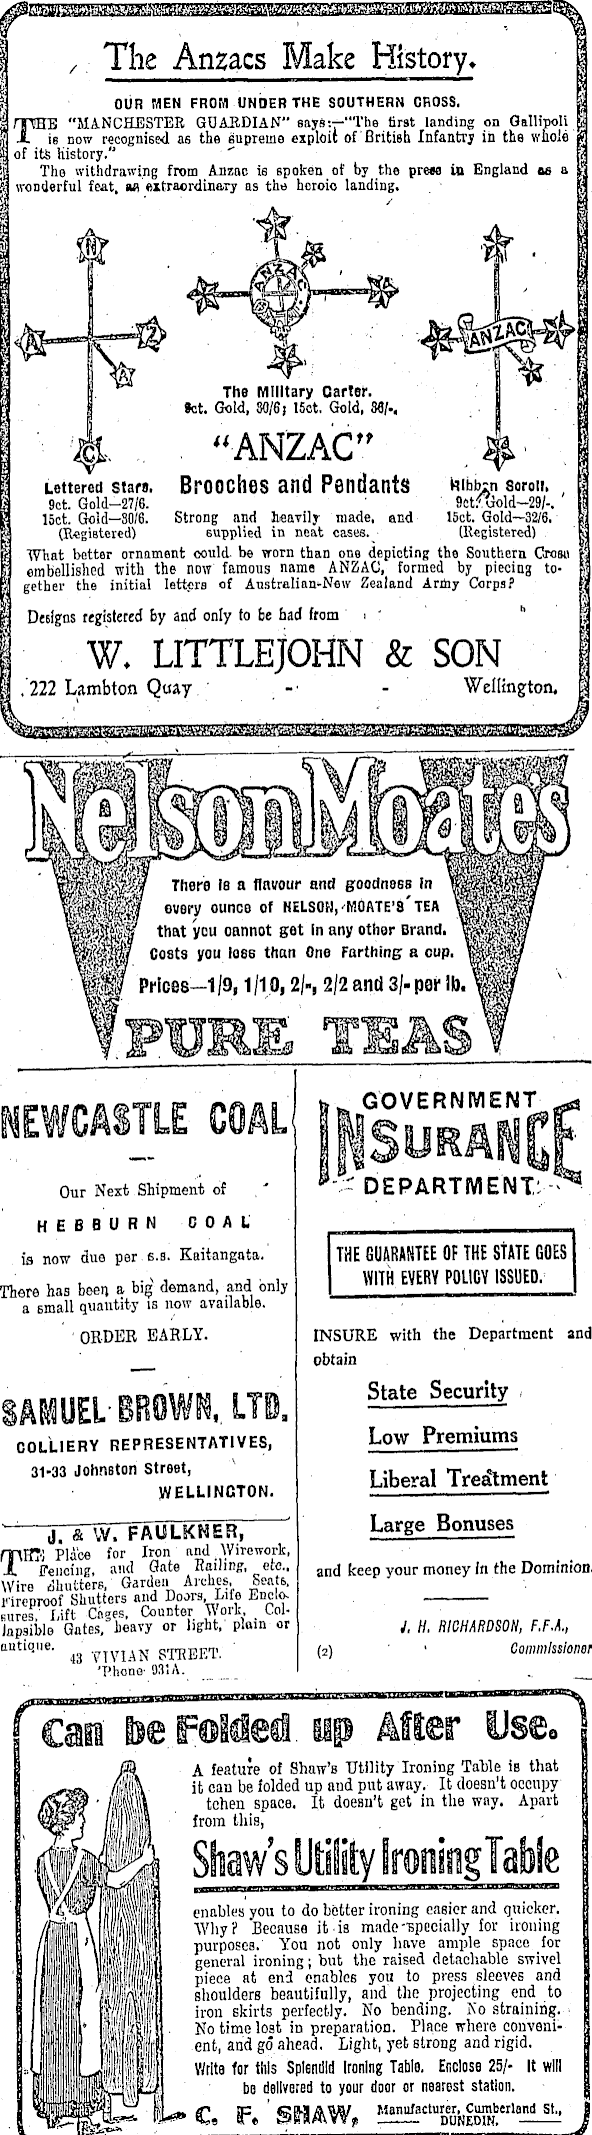 The Anzacs Make History.
OUR MEN FROM UNDER THE SOUTHERN CROSS.
THE "MANCHESTER GUARDIAN" says:—"The first landing on Gallipoli
is now recognised as the supreme exploit of British Infantry in the whole
of its history."
The withdrawing from Anzac is spoken of by the press in England as a
wonderful feat, as extraordinary as the heroic landing.
N
A
Z
A
C
ANZAC
ANZAC
The Military Garter.
9ct. Gold, 30/6; 15ct. Gold, 36/-.
"ANZAC"
Brooches and Pendants
Strong and heavily made, and
supplied in neat cases.
Lettered Stars.
9ct. Gold—27/6.
15ct. Gold—30/6.
(Registered)
Ribbon Scroll.
9ct. Gold—29/-.
15ct. Gold—32/6.
(Registered)
What better ornament could be worn than one depicting the Southern Cross
embellished with the now famous name ANZAC, formed by piecing to-
gether the initial letters of Australian-New Zealand Army Corps?
Designs registered by and only to be had from
W. LITTLEJOHN & SON
222 Lambton Quay - - Wellington.
Nelson Moate's
There is a flavour and goodness in
every ounce of NELSON, MOATE'S TEA
that you cannot get in any other Brand.
Costs you less than One Farthing a cup.
Prices—1/9, 1/10, 2/-, 2/2 and 3/- per lb.
PURE TEAS
NEWCASTLE COAL
Our Next Shipment of
HEBBURN COAL
is now due per s.s. Kaitangata.
There has been a big demand, and only
a small quantity is now available.
ORDER EARLY.
SAMUEL BROWN, LTD.
COLLIERY REPRESENTATIVES,
31-33 Johnston Street,
WELLINGTON.
J. & W. FAULKNER,
THE Place for Iron and Wirework,
Fencing, and Gate Railing, etc.,
Wire Shutters, Garden Arches, Seats,
Fireproof Shutters and Doors, Life Enclo-
sures, Lift Cages, Counter Work, Col-
lapsible Gates, heavy or light, plain or
antique.
43 VIVIAN STREET.
'Phone 931A.
GOVERNMENT
INSURANCE
DEPARTMENT.
THE GUARANTEE OF THE STATE GOES
WITH EVERY POLICY ISSUED.
INSURE with the Department and
obtain
State Security
Low Premiums
Liberal Treatment
Large Bonuses
and keep your money in the Dominion.
J. H. RICHARDSON, F.F.A.,
(2) Commissioner
Can be Folded up After Use.
A feature of Shaw's Utility Ironing Table is that
it can be folded up and put away. It doesn't occupy
tchen space. It doesn't get in the way. Apart
from this,
Shaw's Utility Ironing Table
enables you to do better ironing easier and quicker.
Why? Because it is made specially for ironing
purposes. You not only have ample space for
general ironing; but the raised detachable swivel
piece at end enables you to press sleeves and
shoulders beautifully, and the projecting end to
iron skirts perfectly. No bending. No straining.
No time lost in preparation. Place where conveni-
ent, and go ahead. Light, yet strong and rigid.
Write for this Splendid Ironing Table. Enclose 25/- It will
be delivered to your door or nearest station.
C. F. SHAW, Manufacturer, Cumberland St.,
DUNEDIN.